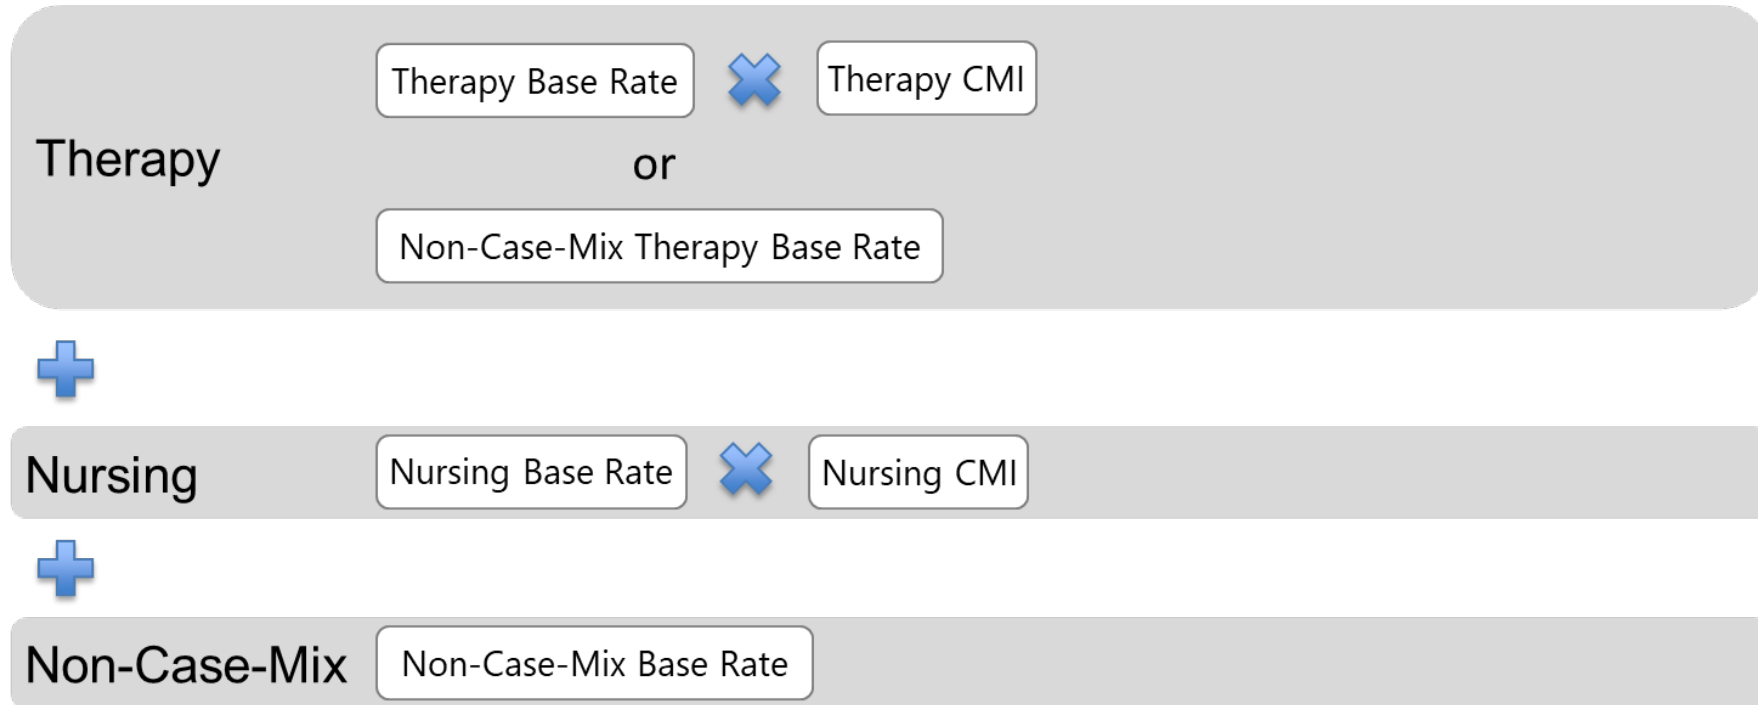 Therapy Base Rate Therapy CMI
Therapy or
Non-Case-Mix Therapy Base Rate
Nursing Nursing Base Rate Nursing CMI
Non-Case-Mix Non-Case-Mix Base Rate